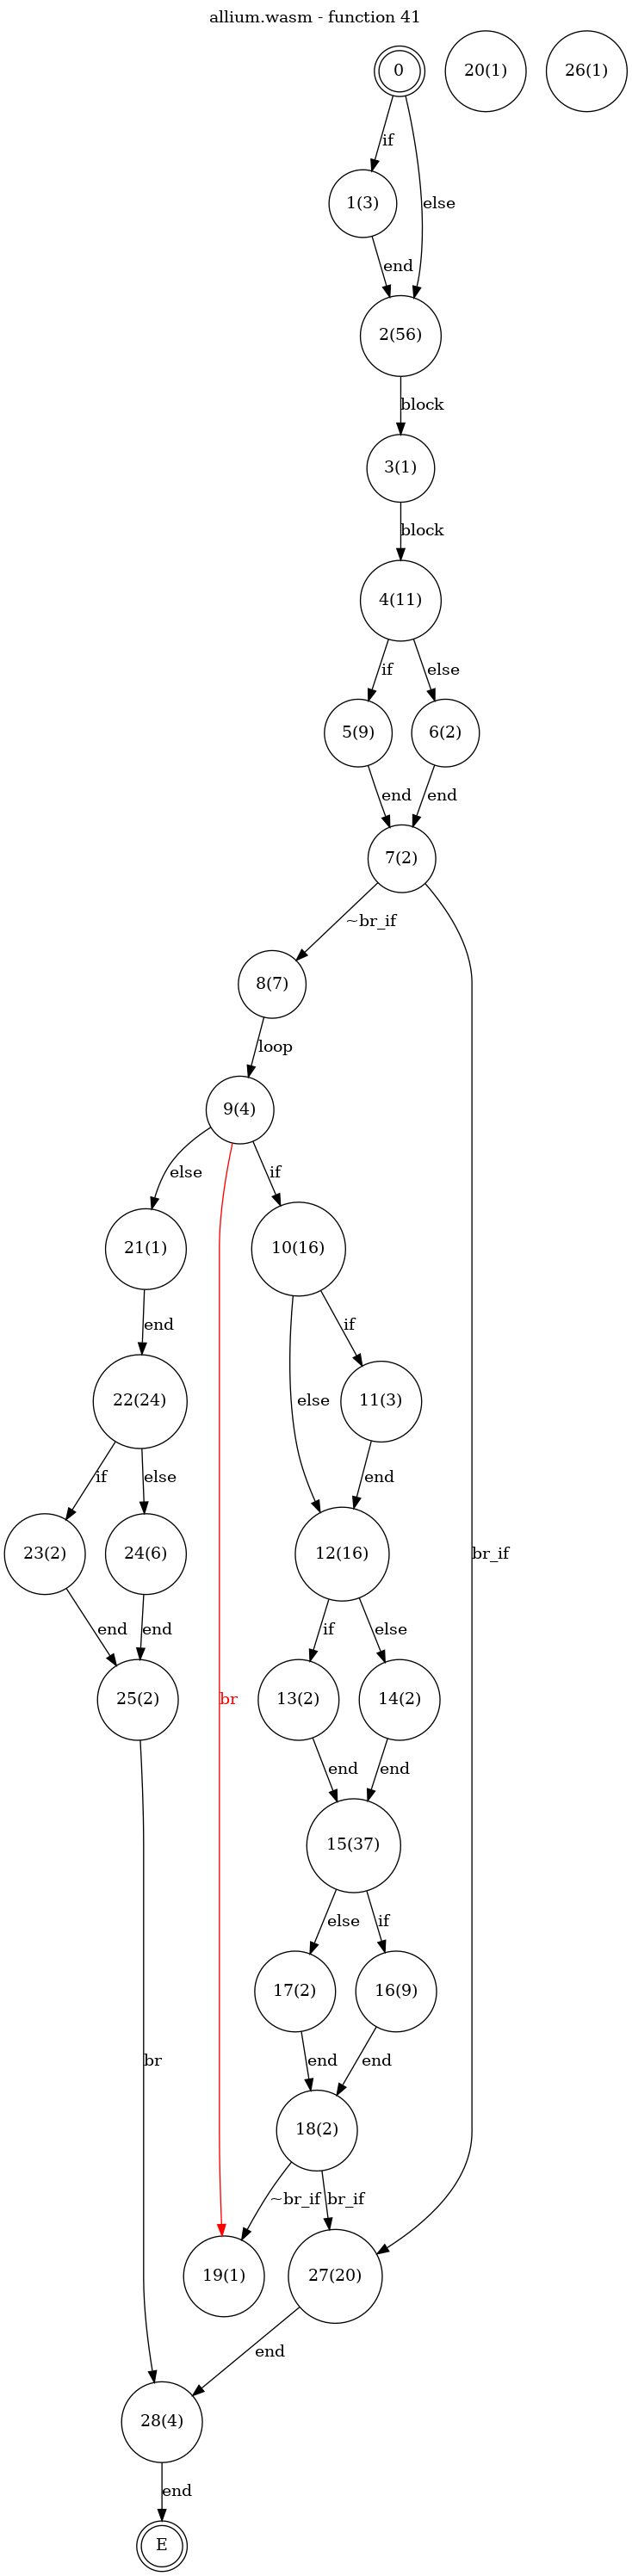 allium.wasm - function 41
0
20(1)
26(1)
if
1(3)
else
end
2(56)
block
3(1)
block
4(11)
if
else
5(9)
6(2)
end
end
7(2)
~br_if
8(7)
loop
9(4)
else
if
21(1)
10(16)
end
if
22(24)
else
11(3)
if
else
end
23(2)
24(6)
12(16)
br_if
end
end
if
else
25(2)
br
13(2)
14(2)
end
end
15(37)
else
if
17(2)
16(9)
br
end
end
18(2)
~br_if
br_if
19(1)
27(20)
end
28(4)
end
E